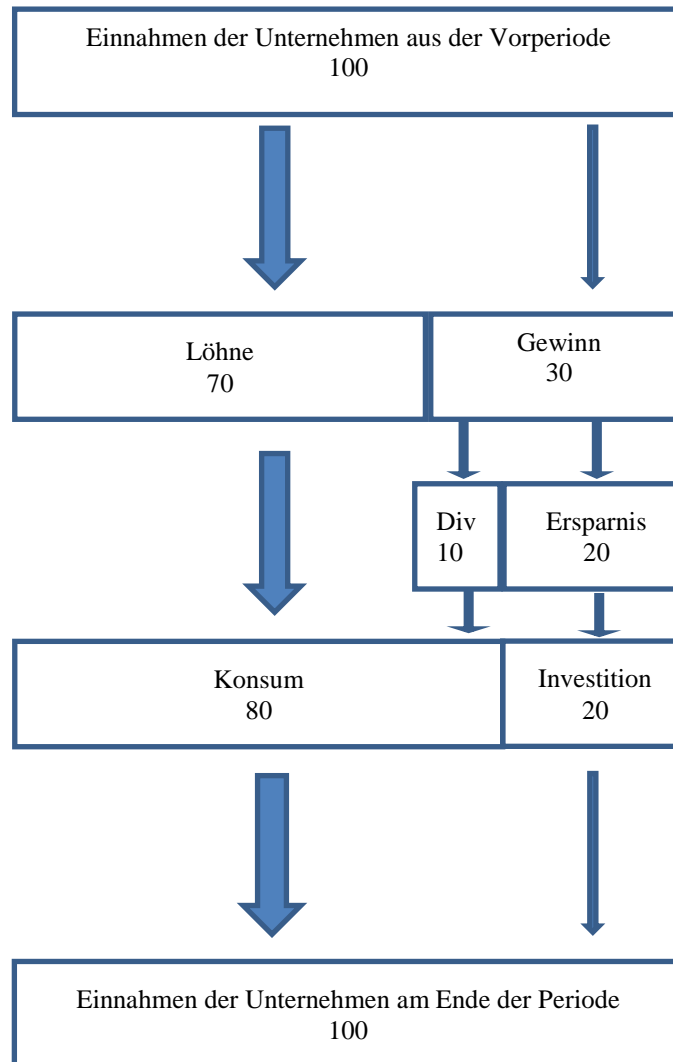 Einnahmen der Unternehmen aus der Vorperiode
100
Löhne
70
Gewinn
30
Div
10
Ersparnis
20
Konsum
80
Investition
20
Einnahmen der Unternehmen am Ende der Periode
100